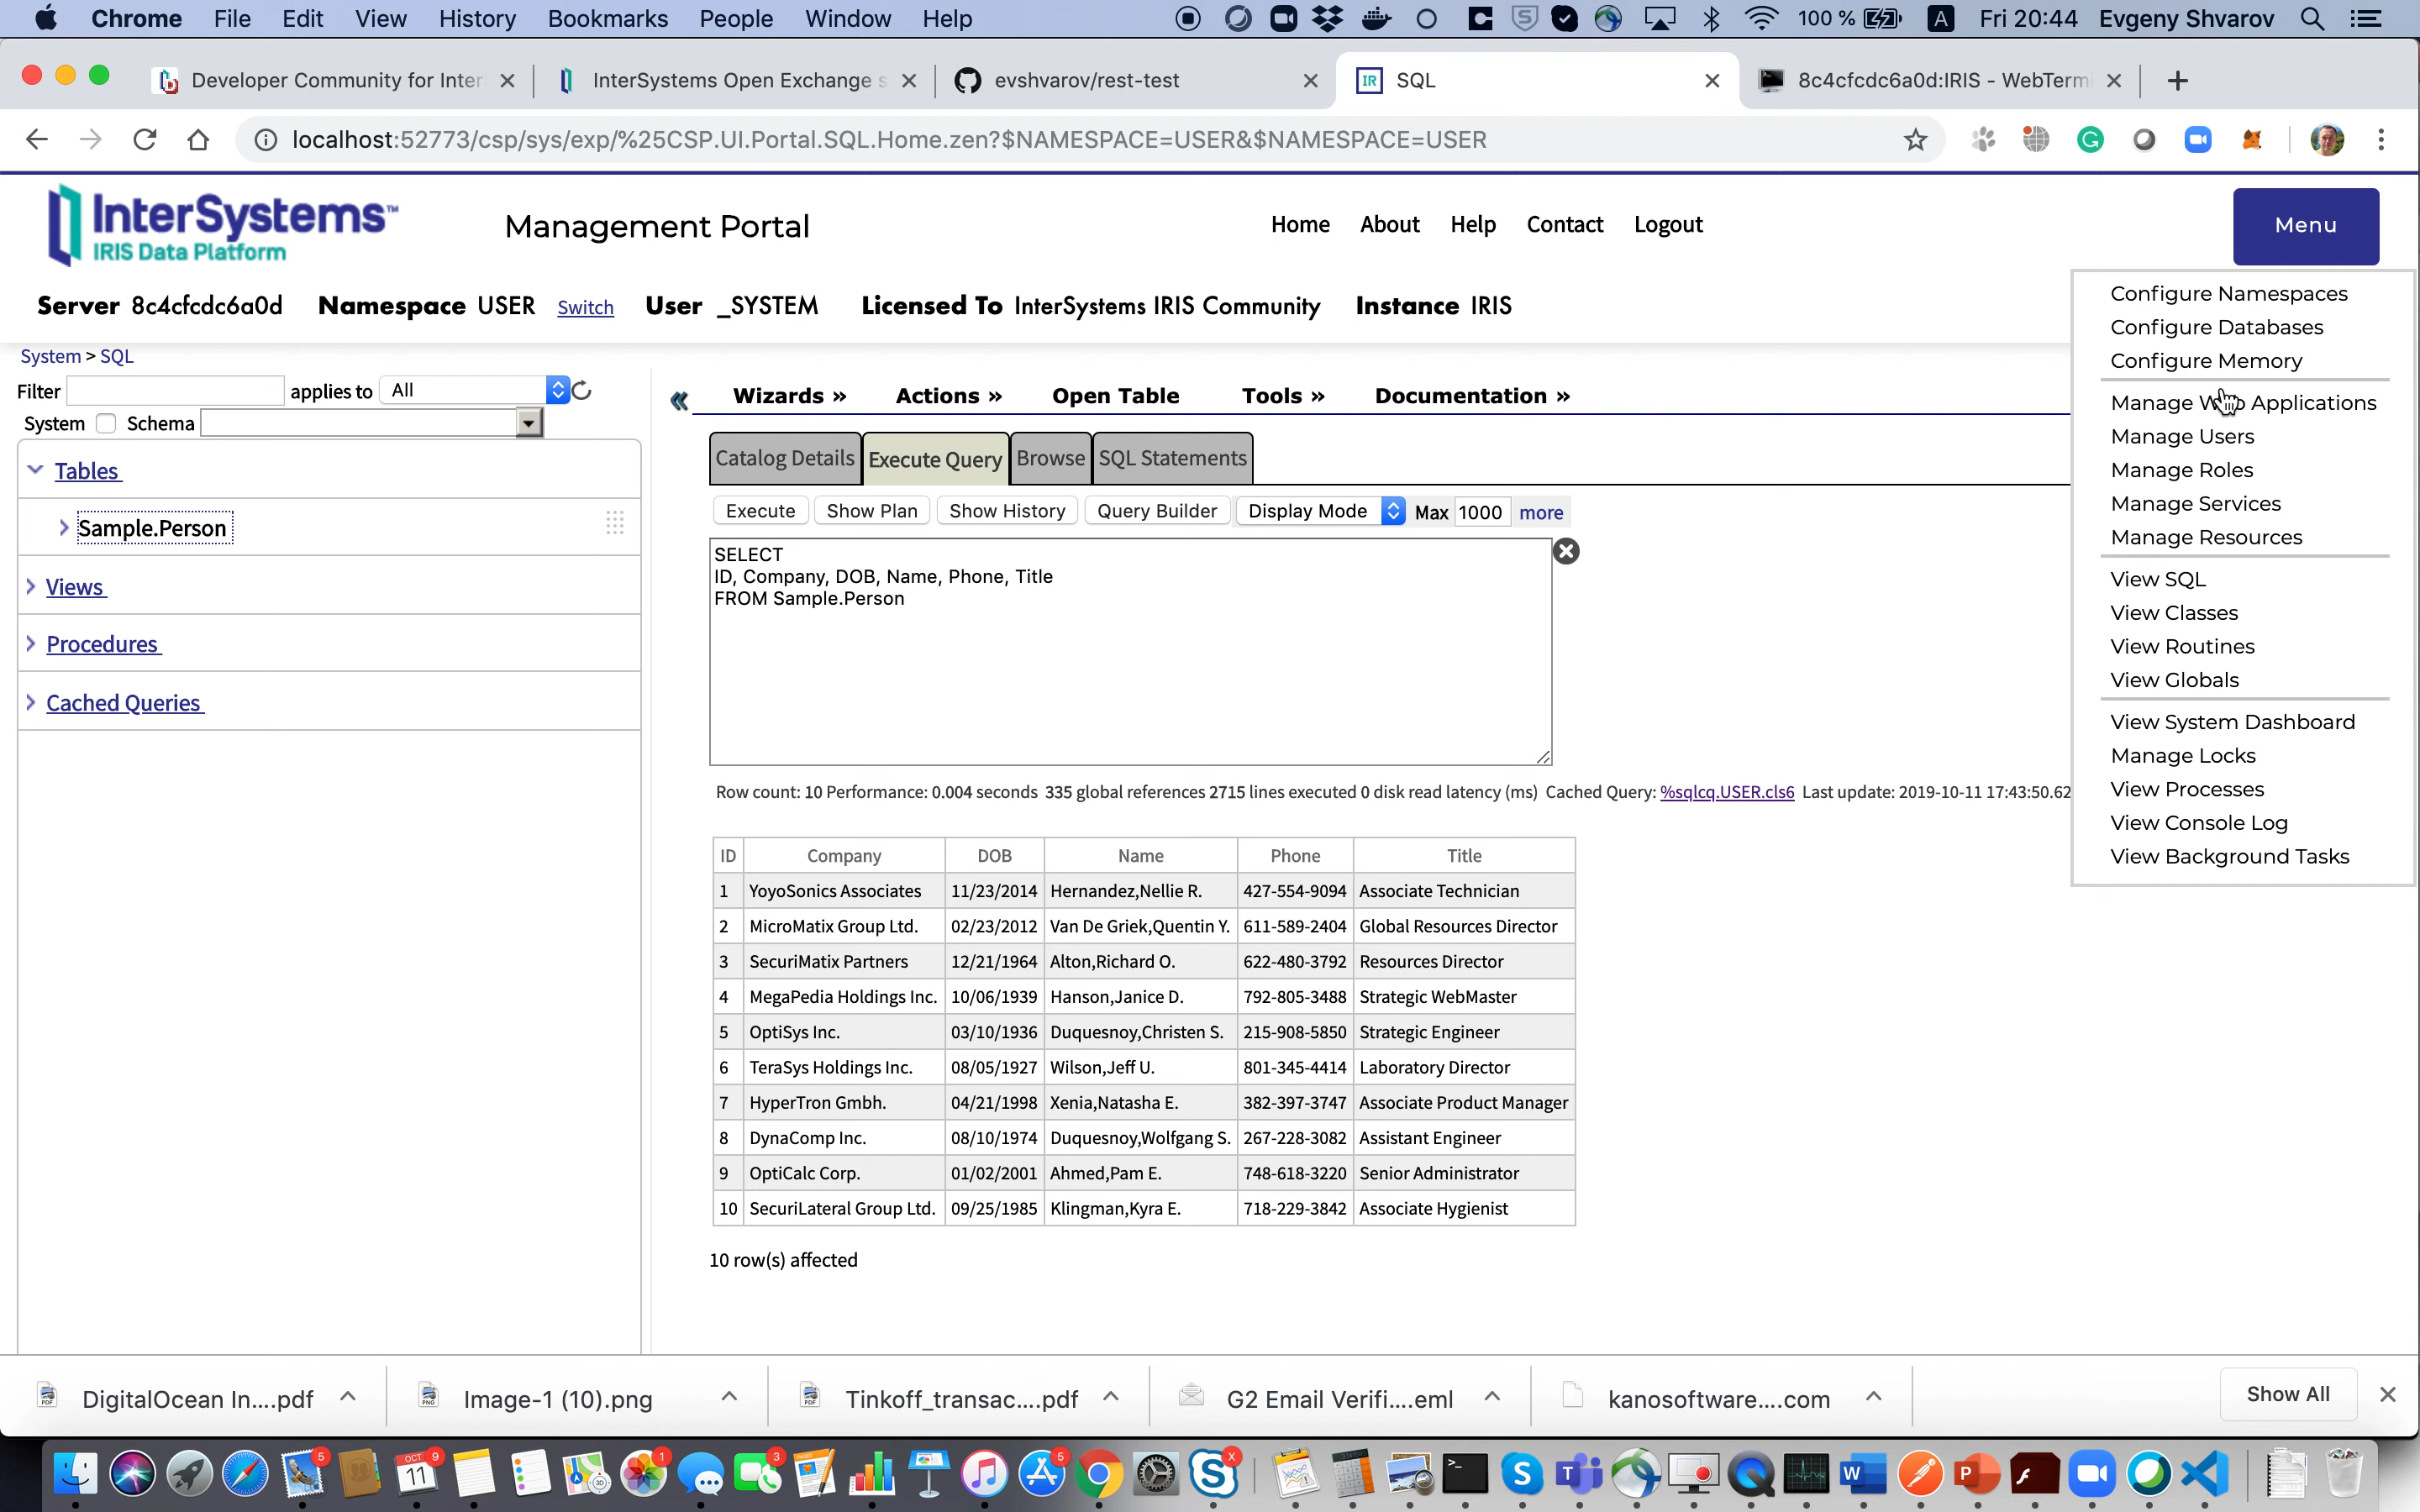 Chrome File Edit View History Bookmarks People Window Help 100 % A Fri 20:44 Evgeny Shvarov
Developer Community for Inter InterSystems Open Exchange s evshvarov/rest-test IR SQL 8c4cfcdc6a0d:IRIS - WebTermi
localhost:52773/csp/sys/exp/%25CSP.UI.Portal.SQL.Home.zen?$NAMESPACE=USER&$NAMESPACE=USER
InterSystems™
IRIS Data Platform
Management Portal
Home About Help Contact Logout
Menu
Server 8c4cfcdc6a0d Namespace USER Switch User _SYSTEM Licensed To InterSystems IRIS Community Instance IRIS
Configure Namespaces
Configure Databases
Configure Memory
Manage Web Applications
Manage Users
Manage Roles
Manage Services
Manage Resources
View SQL
View Classes
View Routines
View Globals
View System Dashboard
Manage Locks
View Processes
View Console Log
View Background Tasks
System > SQL
Filter applies to All
System Schema
Tables
Sample.Person
Views
Procedures
Cached Queries
« Wizards » Actions » Open Table Tools » Documentation »
Catalog Details Execute Query Browse SQL Statements
Execute Show Plan Show History Query Builder Display Mode Max 1000 more
SELECT
ID, Company, DOB, Name, Phone, Title
FROM Sample.Person
Row count: 10 Performance: 0.004 seconds 335 global references 2715 lines executed 0 disk read latency (ms) Cached Query: %sqlcq.USER.cls6 Last update: 2019-10-11 17:43:50.62
ID Company DOB Name Phone Title
1 YoyoSonics Associates 11/23/2014 Hernandez,Nellie R. 427-554-9094 Associate Technician
2 MicroMatix Group Ltd. 02/23/2012 Van De Griek,Quentin Y. 611-589-2404 Global Resources Director
3 SecuriMatix Partners 12/21/1964 Alton,Richard O. 622-480-3792 Resources Director
4 MegaPedia Holdings Inc. 10/06/1939 Hanson,Janice D. 792-805-3488 Strategic WebMaster
5 OptiSys Inc. 03/10/1936 Duquesnoy,Christen S. 215-908-5850 Strategic Engineer
6 TeraSys Holdings Inc. 08/05/1927 Wilson,Jeff U. 801-345-4414 Laboratory Director
7 HyperTron Gmbh. 04/21/1998 Xenia,Natasha E. 382-397-3747 Associate Product Manager
8 DynaComp Inc. 08/10/1974 Duquesnoy,Wolfgang S. 267-228-3082 Assistant Engineer
9 OptiCalc Corp. 01/02/2001 Ahmed,Pam E. 748-618-3220 Senior Administrator
10 SecuriLateral Group Ltd. 09/25/1985 Klingman,Kyra E. 718-229-3842 Associate Hygienist
10 row(s) affected
DigitalOcean In....pdf Image-1 (10).png Tinkoff_transac....pdf G2 Email Verifi....eml kanosoftware....com Show All
5 OCT 11 9 1 3 5